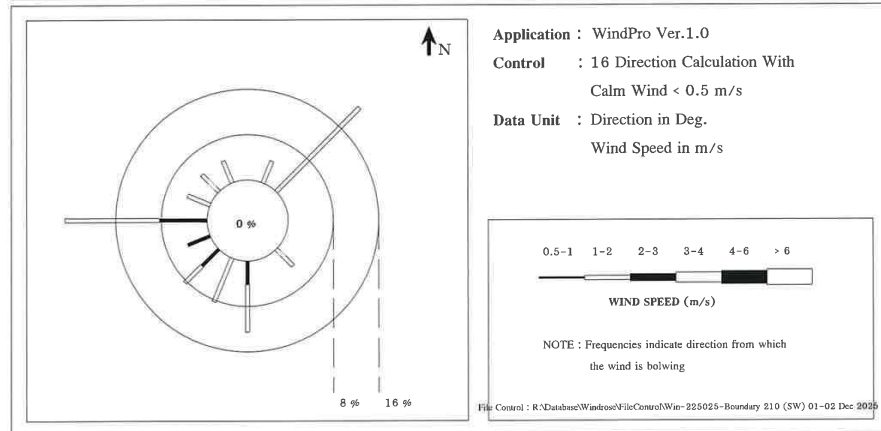 N
0 %
8 % 16 %
Application : WindPro Ver.1.0
Control : 16 Direction Calculation With
Calm Wind < 0.5 m/s
Data Unit : Direction in Deg.
Wind Speed in m/s
0.5-1 1-2 2-3 3-4 4-6 > 6
WIND SPEED (m/s)
NOTE : Frequencies indicate direction from which
the wind is bolwing
File Control : R:\Database\Windrose\FileControl\Win-225025-Boundary 210 (SW) 01-02 Dec 2025